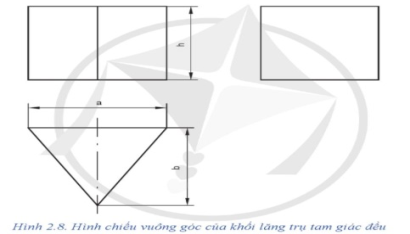 h
a
b
Hình 2.8. Hình chiếu vuông góc của khối lăng trụ tam giác đều